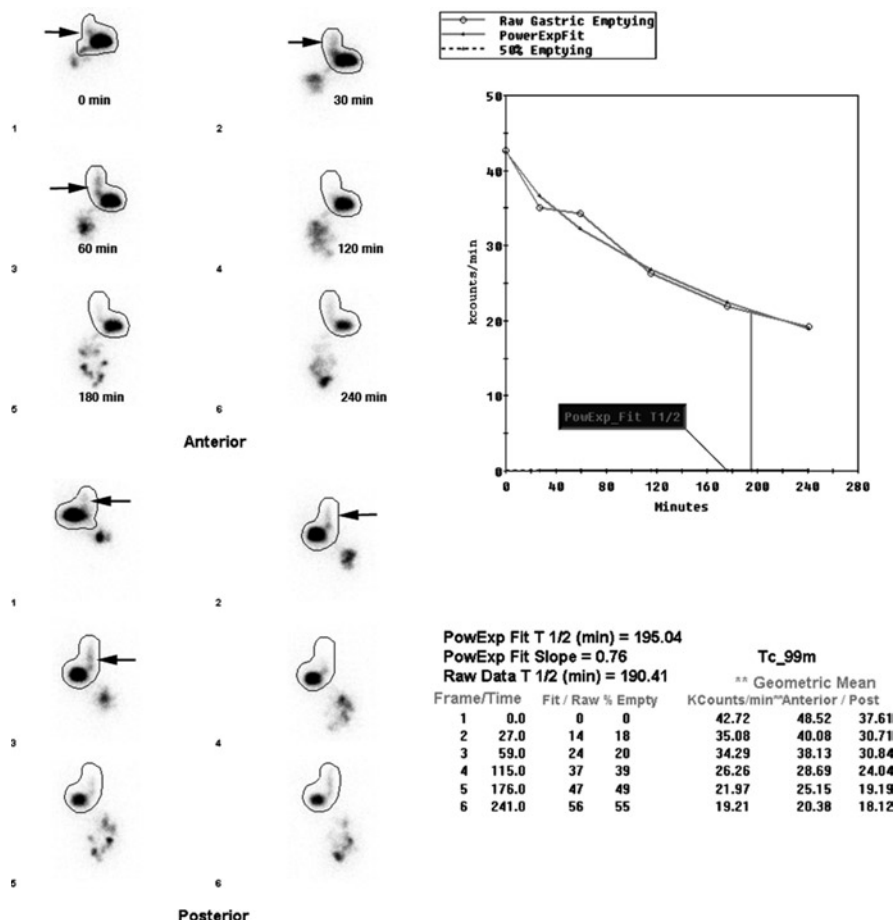 0 min
30 min
1
2
60 min
120 min
3
4
180 min
240 min
5
6
Anterior
1
2
3
4
5
6
Posterior
Raw Gastric Emptying
PowerExpFit
50% Emptying
50
40
30
20
10
0
kcounts/min
PowExp_Fit T1/2
0 40 80 120 160 200 240 280
Minutes
PowExp Fit T 1/2 (min) = 195.04
PowExp Fit Slope = 0.76 Tc_99m
Raw Data T 1/2 (min) = 190.41
** Geometric Mean
Frame/Time Fit / Raw % Empty KCounts/min**Anterior / Post
1 0.0 0 0 42.72 48.52 37.61
2 27.0 14 18 35.08 40.08 30.71
3 59.0 24 20 34.29 38.13 30.84
4 115.0 37 39 26.26 28.69 24.04
5 176.0 47 49 21.97 25.15 19.19
6 241.0 56 55 19.21 20.38 18.12